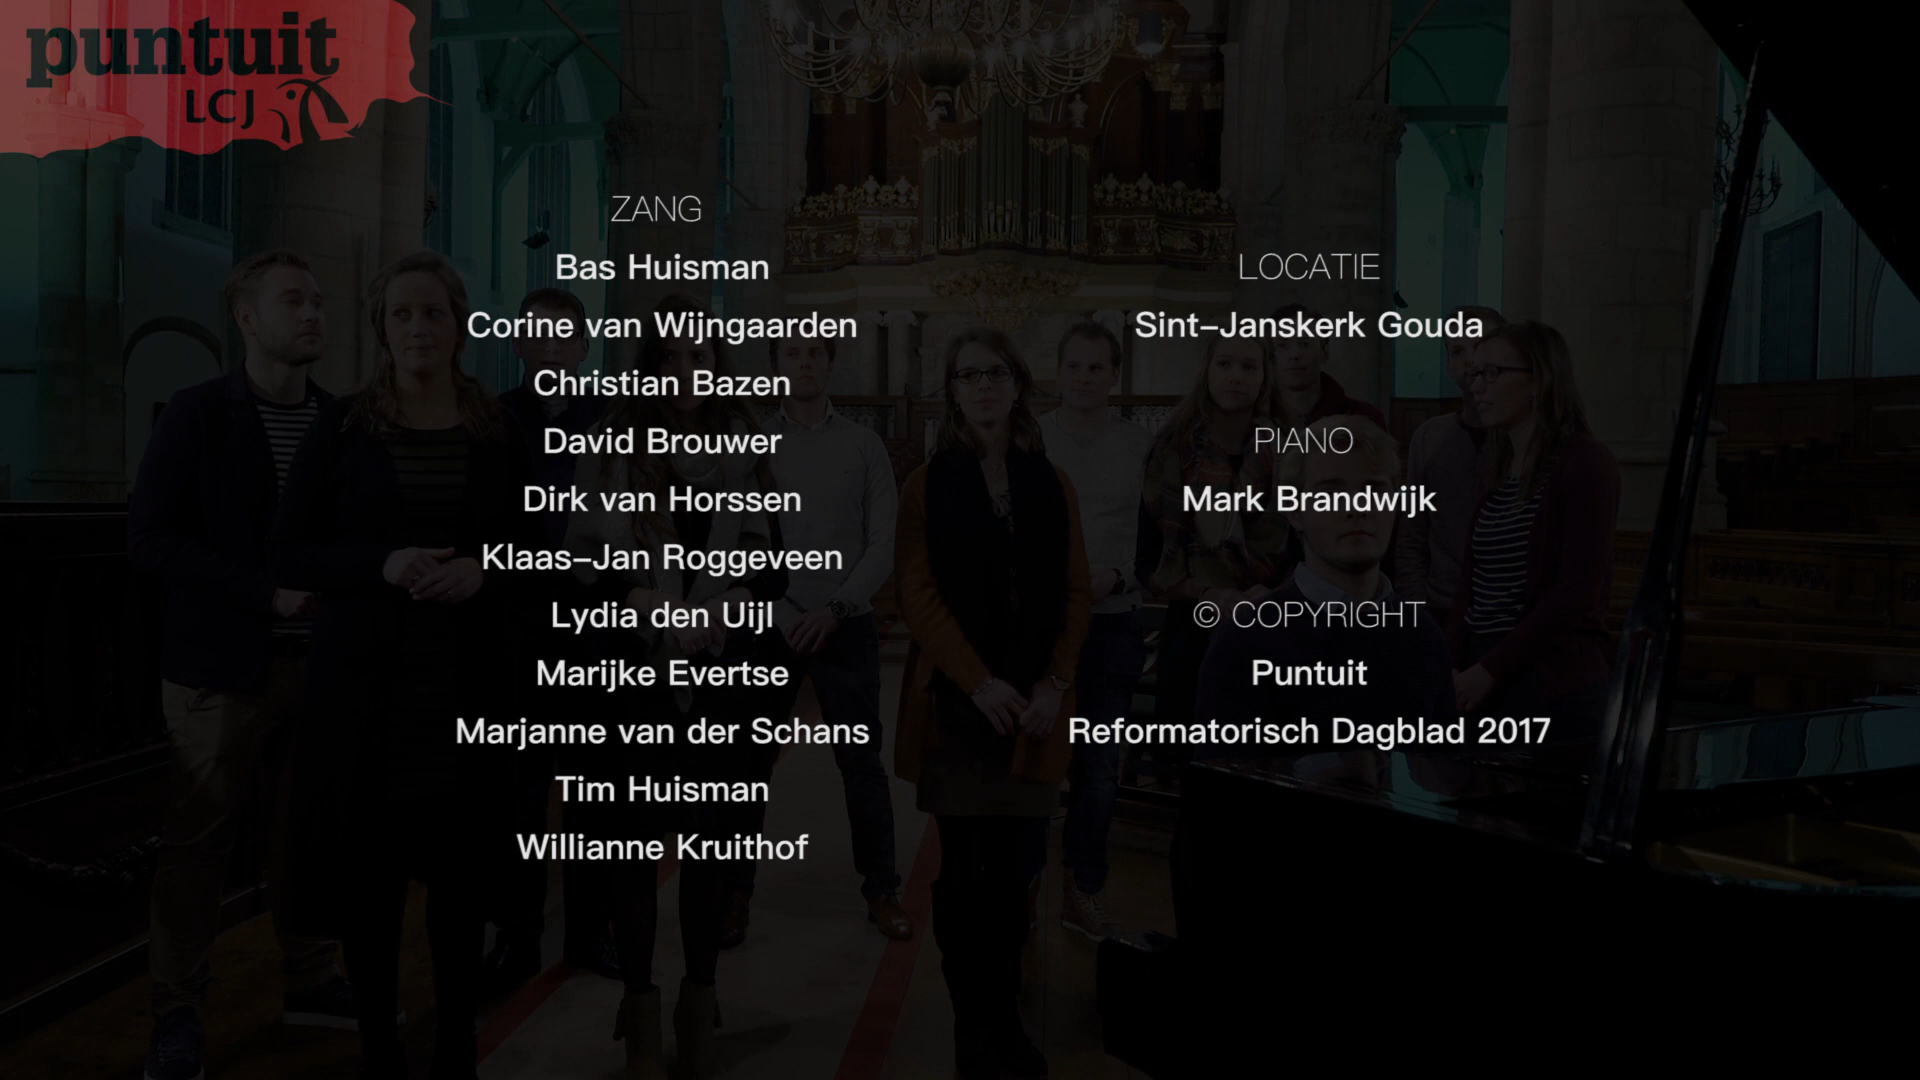 puntuit
LCJ
ZANG
Bas Huisman
Corine van Wijngaarden
Christian Bazen
David Brouwer
Dirk van Horssen
Klaas-Jan Roggeveen
Lydia den Uijl
Marijke Evertse
Marjanne van der Schans
Tim Huisman
Willianne Kruithof
LOCATIE
Sint-Janskerk Gouda
PIANO
Mark Brandwijk
© COPYRIGHT
Puntuit
Reformatorisch Dagblad 2017